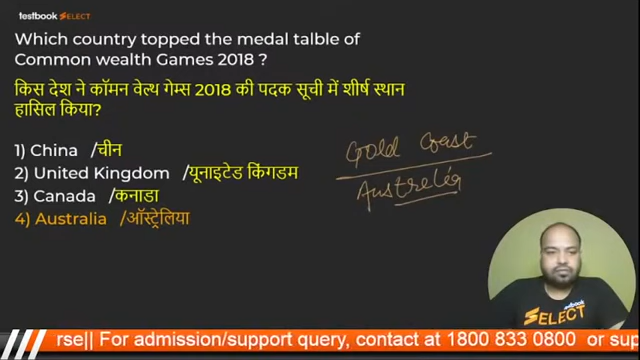 testbook SELECT
Which country topped the medal talble of
Common wealth Games 2018 ?
किस देश ने कॉमन वेल्थ गेम्स 2018 की पदक सूची में शीर्ष स्थान
हासिल किया?
1) China /चीन
2) United Kingdom /यूनाइटेड किंगडम
3) Canada /कनाडा
4) Australia /ऑस्ट्रेलिया
Gold Coast
Australia
testbook
SELECT
rse|| For admission/support query, contact at 1800 833 0800 or sup